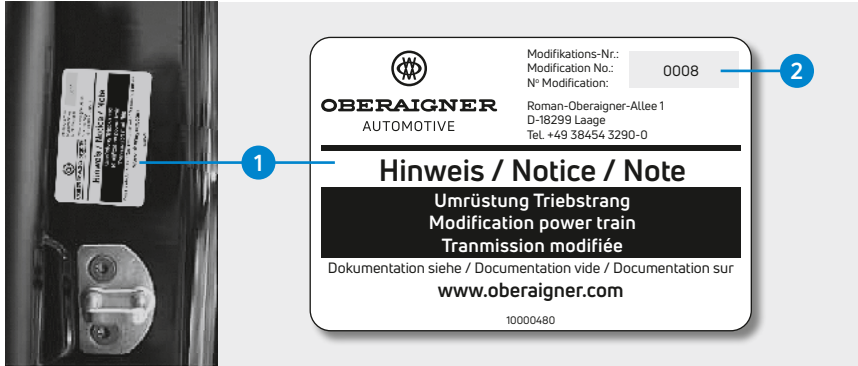 1
OBERAIGNER
AUTOMOTIVE
Modifikations-Nr.:
Modification No.:
Nº Modification:
0008
2
Roman-Oberaigner-Allee 1
D-18299 Laage
Tel. +49 38454 3290-0
Hinweis / Notice / Note
Umrüstung Triebstrang
Modification power train
Tranmission modifiée
Dokumentation siehe / Documentation vide / Documentation sur
www.oberaigner.com
10000480